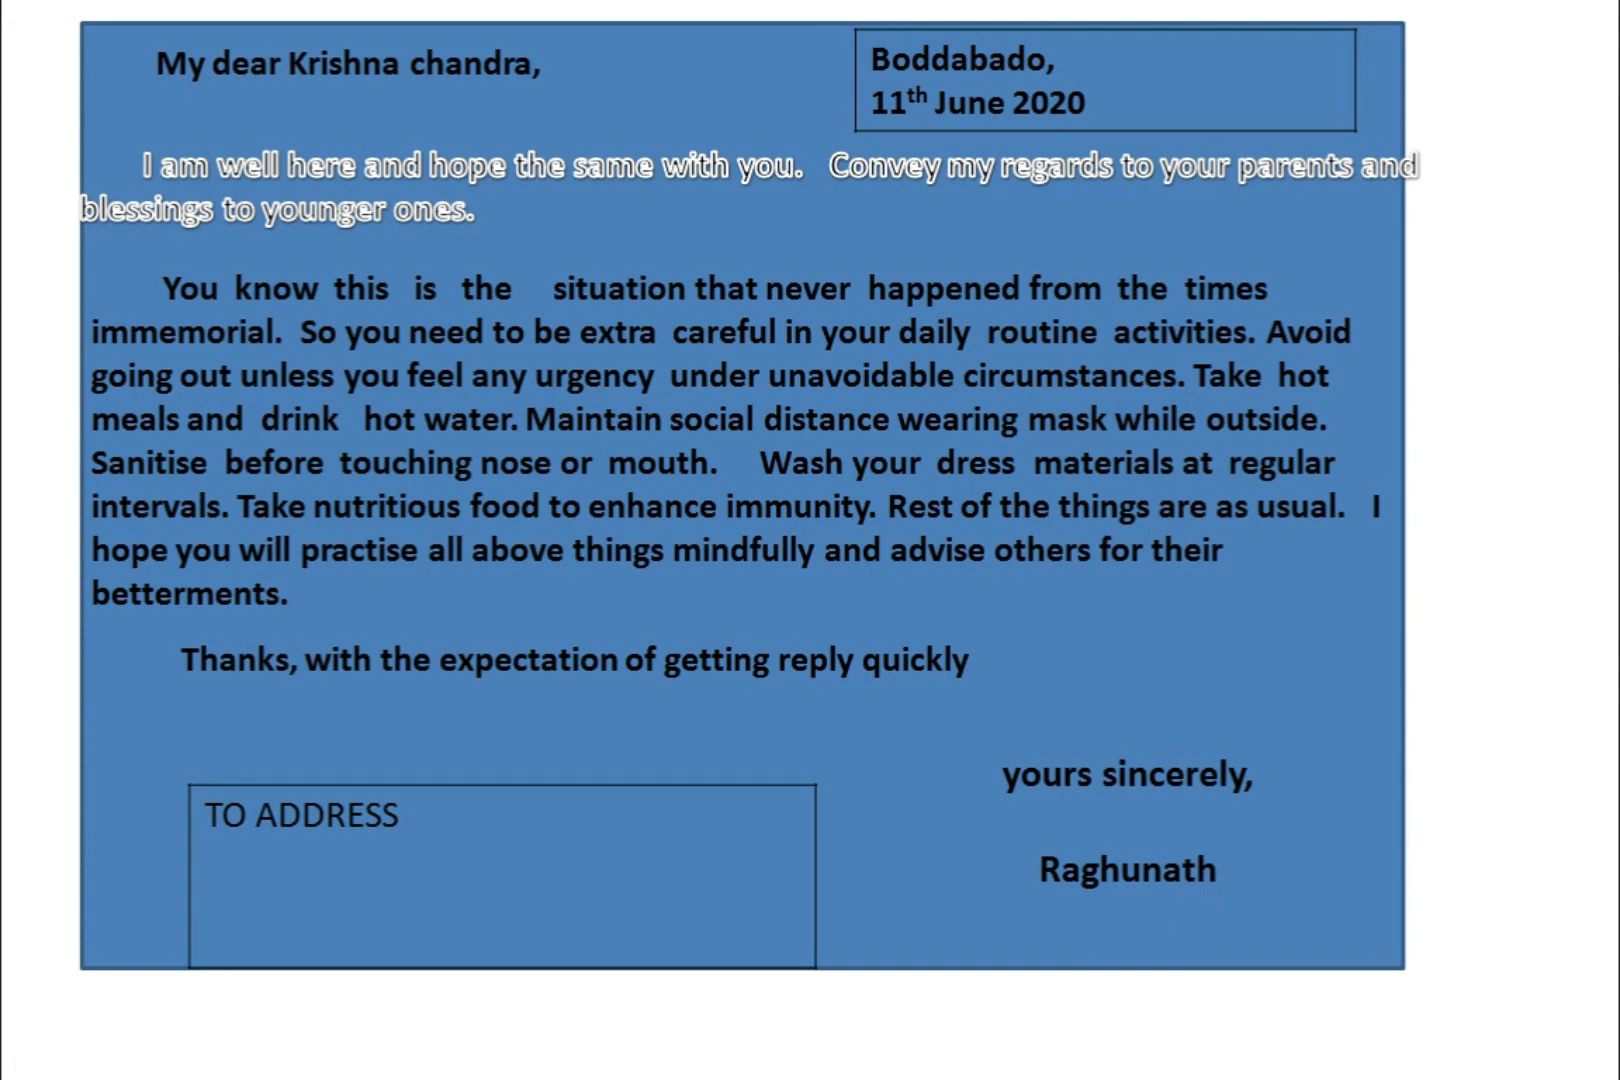 My dear Krishna chandra,
Boddabado,
11th June 2020
I am well here and hope the same with you. Convey my regards to your parents and
blessings to younger ones.
You know this is the situation that never happened from the times
immemorial. So you need to be extra careful in your daily routine activities. Avoid
going out unless you feel any urgency under unavoidable circumstances. Take hot
meals and drink hot water. Maintain social distance wearing mask while outside.
Sanitise before touching nose or mouth. Wash your dress materials at regular
intervals. Take nutritious food to enhance immunity. Rest of the things are as usual. I
hope you will practise all above things mindfully and advise others for their
betterments.
Thanks, with the expectation of getting reply quickly
yours sincerely,
TO ADDRESS
Raghunath